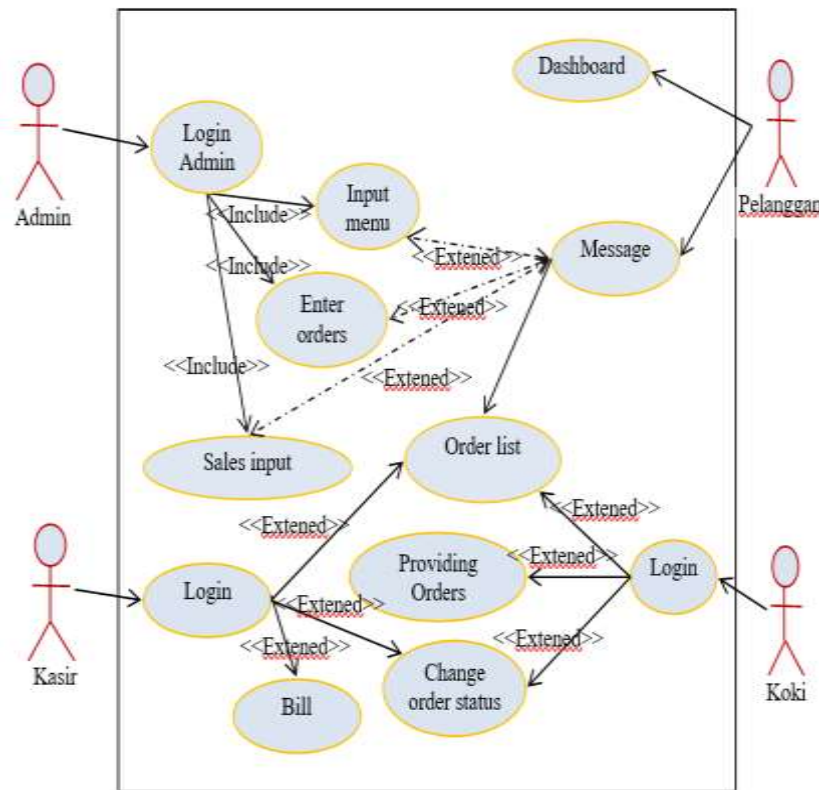 Dashboard
Login
Admin
Admin
Input
menu
<<Include>>
Pelanggan
<<Extened>>
Message
<<Include>>
Enter
orders
<<Extened>>
<<Include>>
<<Extened>>
Sales input
Order list
<<Extened>>
<<Extened>>
Providing
Orders
<<Extened>>
Login
Login
<<Extened>>
<<Extened>>
<<Extened>>
Kasir
Change
order status
Bill
Koki